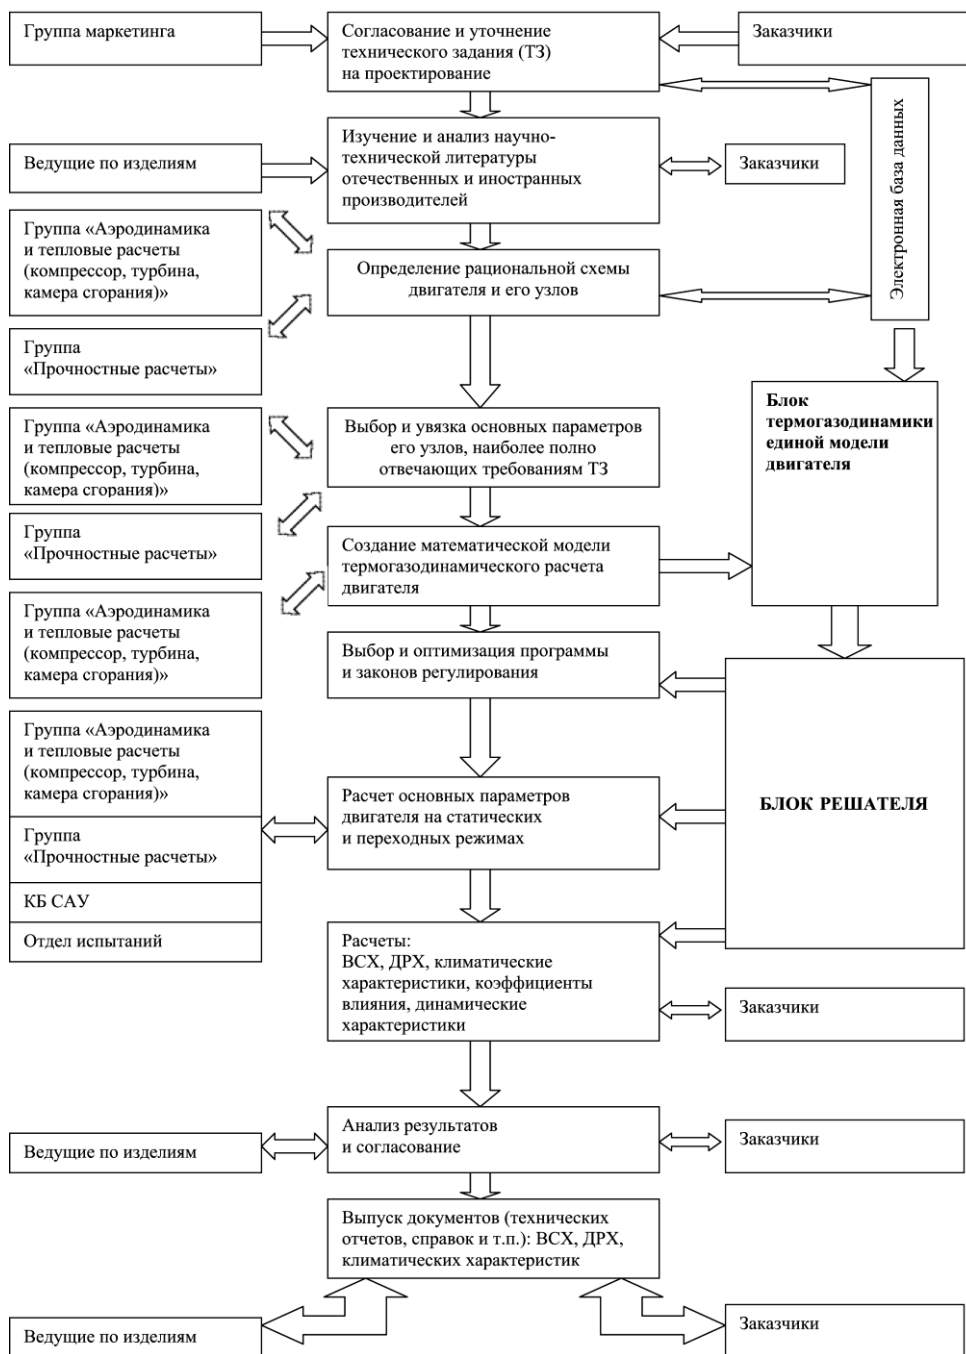 Группа маркетинга
Согласование и уточнение
технического задания (ТЗ)
на проектирование
Заказчики
Электронная база данных
Ведущие по изделиям
Изучение и анализ научно-
технической литературы
отечественных и иностранных
производителей
Заказчики
Группа «Аэродинамика
и тепловые расчеты
(компрессор, турбина,
камера сгорания)»
Определение рациональной схемы
двигателя и его узлов
Группа
«Прочностные расчеты»
Блок
термогазодинамики
единой модели
двигателя
Группа «Аэродинамика
и тепловые расчеты
(компрессор, турбина,
камера сгорания)»
Выбор и увязка основных параметров
его узлов, наиболее полно
отвечающих требованиям ТЗ
Группа
«Прочностные расчеты»
Создание математической модели
термогазодинамического расчета
двигателя
Группа «Аэродинамика
и тепловые расчеты
(компрессор, турбина,
камера сгорания)»
Выбор и оптимизация программы
и законов регулирования
БЛОК РЕШАТЕЛЯ
Группа «Аэродинамика
и тепловые расчеты
(компрессор, турбина,
камера сгорания)»
Группа
«Прочностные расчеты»
КБ САУ
Отдел испытаний
Расчет основных параметров
двигателя на статических
и переходных режимах
Расчеты:
ВСХ, ДРХ, климатические
характеристики, коэффициенты
влияния, динамические
характеристики
Заказчики
Ведущие по изделиям
Анализ результатов
и согласование
Заказчики
Выпуск документов (технических
отчетов, справок и т.п.): ВСХ, ДРХ,
климатических характеристик
Ведущие по изделиям
Заказчики